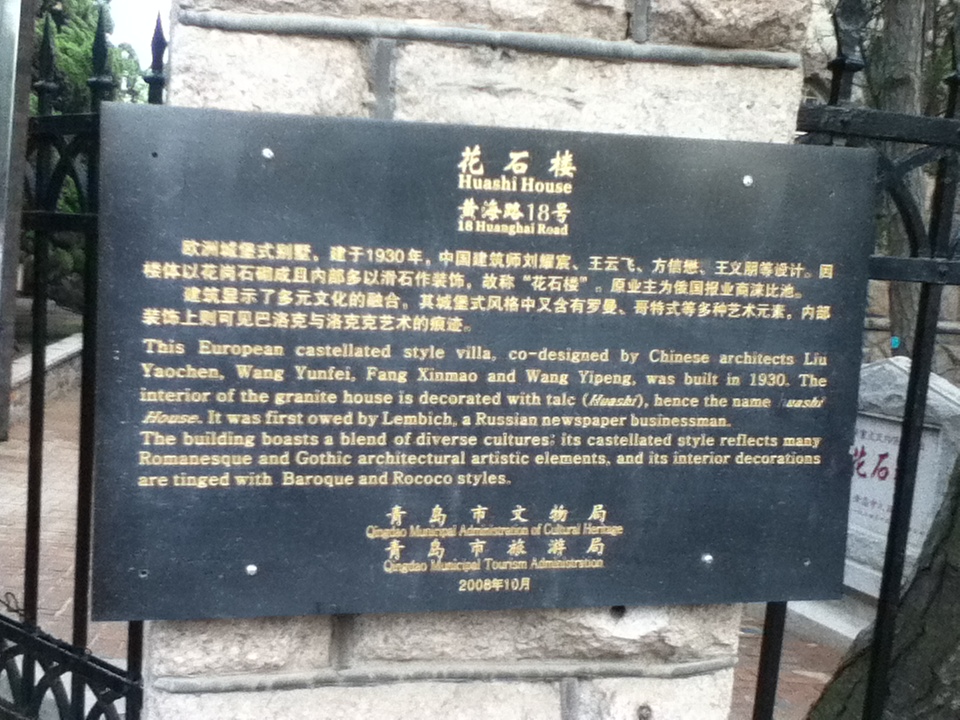 花石楼
Huashi House
黄海路18号
18 Huanghai Road
欧洲城堡式别墅，建于1930年，中国建筑师刘耀宸、王云飞、方信懋、王义朋等设计。因
楼体以花岗石砌成且内部多以滑石作装饰，故称“花石楼”。原业主为俄国报业商涞比池。
建筑显示了多元文化的融合。其城堡式风格中又含有罗曼、哥特式等多种艺术元素。内部
装饰上则可见巴洛克与洛克克艺术的痕迹。
This European castellated style villa, co-designed by Chinese architects Liu
Yaochen, Wang Yunfei, Fang Xinmao and Wang Yipeng, was built in 1930. The
interior of the granite house is decorated with talc (Huashi), hence the name uashi
House. It was first owed by Lembich, a Russian newspaper businessman.
The building boasts a blend of diverse cultures; its castellated style reflects many
Romanesque and Gothic architectural artistic elements, and its interior decorations
are tinged with Baroque and Rococo styles.
青岛市文物局
Qingdao Municipal Administration of Cultural Heritage
青岛市旅游局
Qingdao Municipal Tourism Administration
2008年10月
花石